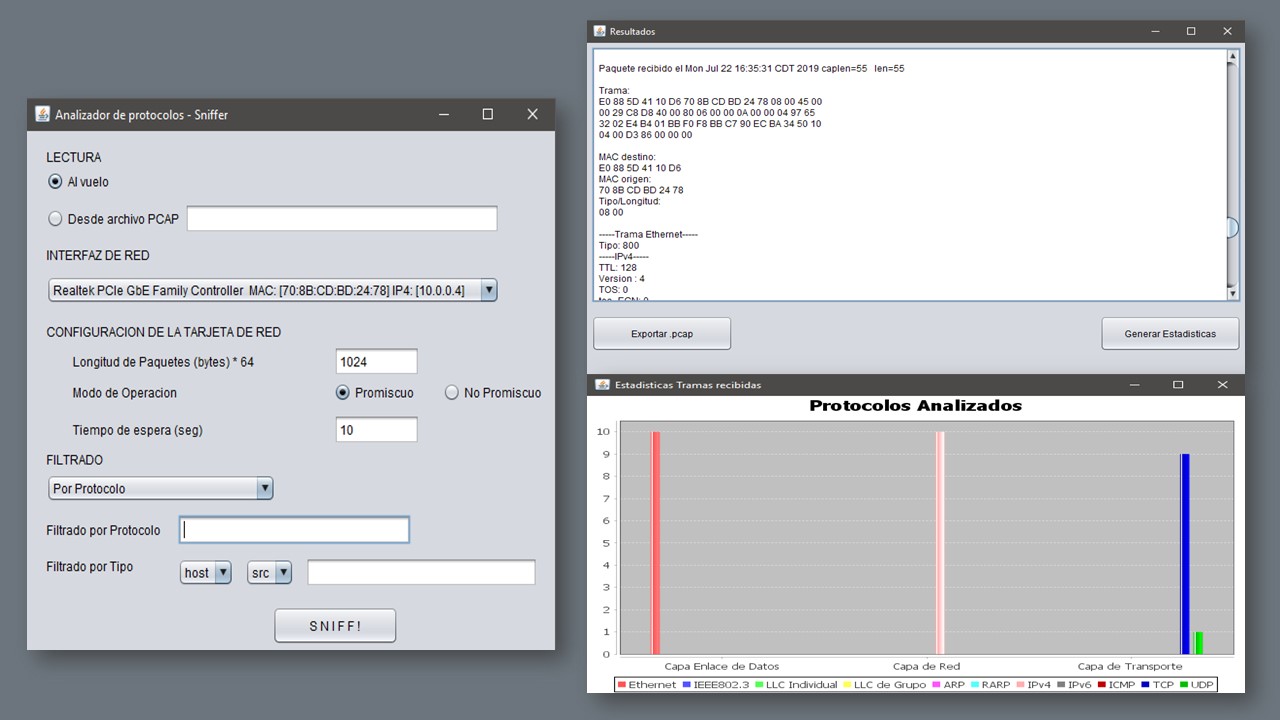 Analizador de protocolos - Sniffer
LECTURA
Al vuelo
Desde archivo PCAP
INTERFAZ DE RED
Realtek PCIe GbE Family Controller MAC: [70:8B:CD:BD:24:78] IP4: [10.0.0.4]
CONFIGURACION DE LA TARJETA DE RED
Longitud de Paquetes (bytes) * 64 1024
Modo de Operacion Promiscuo No Promiscuo
Tiempo de espera (seg) 10
FILTRADO
Por Protocolo
Filtrado por Protocolo
Filtrado por Tipo host src
SNIFF!
Resultados
Paquete recibido el Mon Jul 22 16:35:31 CDT 2019 caplen=55 len=55
Trama:
E0 88 5D 41 10 D6 70 8B CD BD 24 78 08 00 45 00
00 29 C8 D8 40 00 80 06 00 00 0A 00 00 04 97 65
32 02 E4 B4 01 BB F0 F8 BB C7 90 EC BA 34 50 10
04 00 D3 86 00 00 00
MAC destino:
E0 88 5D 41 10 D6
MAC origen:
70 8B CD BD 24 78
Tipo/Longitud:
08 00
-----Trama Ethernet-----
Tipo: 800
-----IPv4-----
TTL: 128
Version : 4
TOS: 0
tos_ECN: 0
Exportar .pcap
Generar Estadisticas
Estadisticas Tramas recibidas
Protocolos Analizados
10
9
8
7
6
5
4
3
2
1
0
Capa Enlace de Datos Capa de Red Capa de Transporte
Ethernet IEEE802.3 LLC Individual LLC de Grupo ARP RARP IPv4 IPv6 ICMP TCP UDP